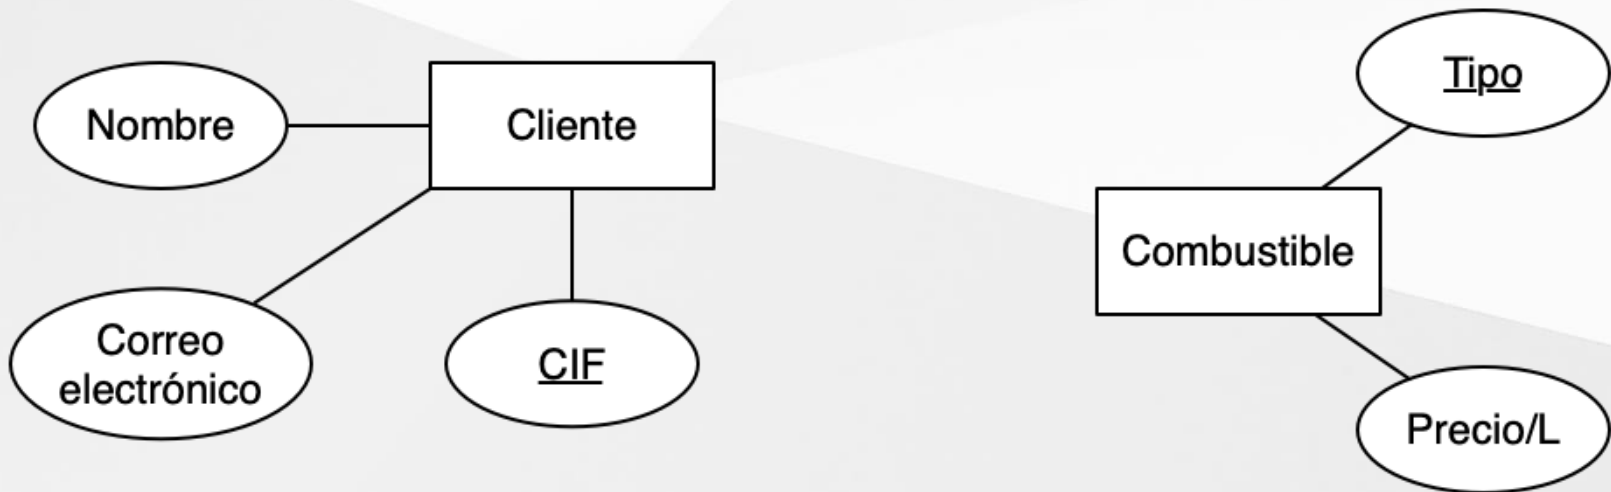 Nombre
Cliente
Correo
electrónico
CIF
Tipo
Combustible
Precio/L